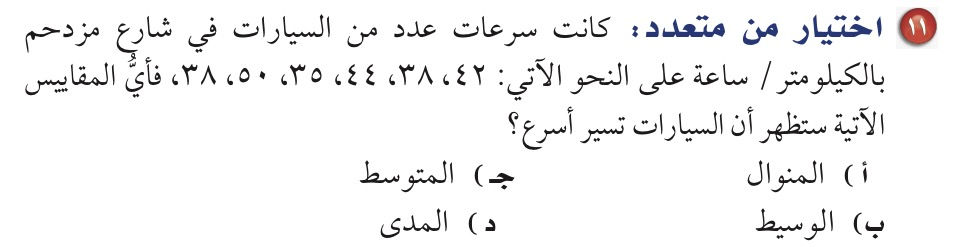 ١١ اختيار من متعدد: كانت سرعات عدد من السيارات في شارع مزدحم
بالكيلومتر / ساعة على النحو الآتي: ٤٢، ٣٨، ٤٤، ٣٥، ٥٠، ٣٨، فأيُّ المقاييس
الآتية ستظهر أن السيارات تسير أسرع؟
أ) المنوال جـ) المتوسط
ب) الوسيط د) المدى